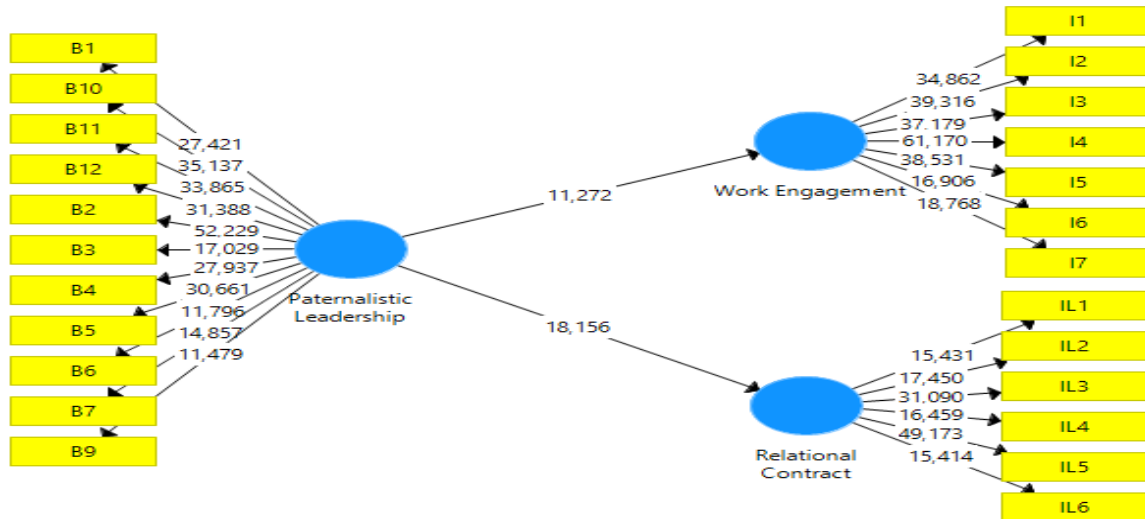 B1
B10
B11
B12
B2
B3
B4
B5
B6
B7
B9
27,421
35,137
33,865
31,388
52,229
17,029
27,937
30,661
11,796
14,857
11,479
Paternalistic
Leadership
11,272
18,156
Work Engagement
34,862
39,316
37,179
61,170
38,531
16,906
18,768
I1
I2
I3
I4
I5
I6
I7
Relational
Contract
15,431
17,450
31,090
16,459
49,173
15,414
IL1
IL2
IL3
IL4
IL5
IL6